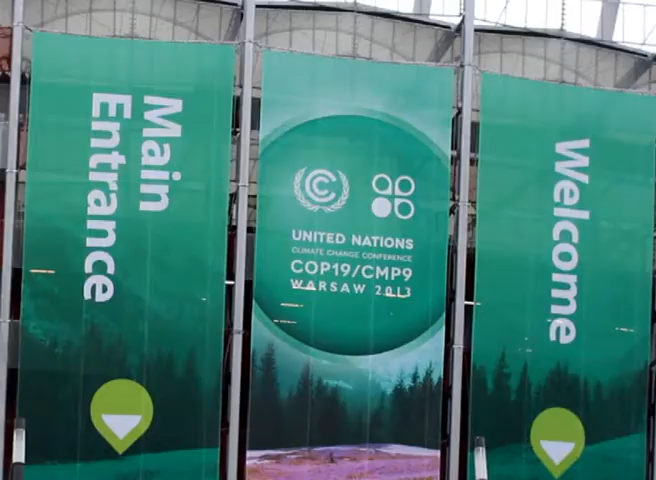 Main
Entrance
UNITED NATIONS
CLIMATE CHANGE CONFERENCE
COP19/CMP9
WARSAW 2013
Welcome